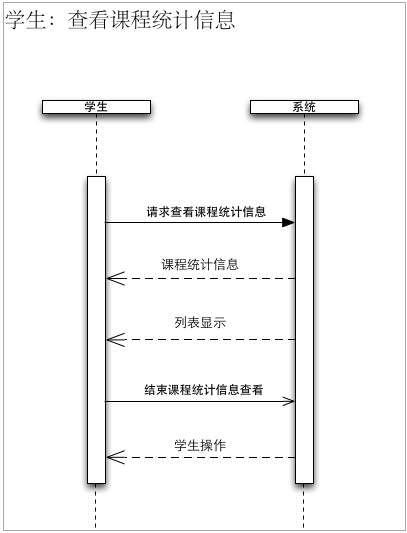 学生：查看课程统计信息
学生
系统
请求查看课程统计信息
课程统计信息
列表显示
结束课程统计信息查看
学生操作